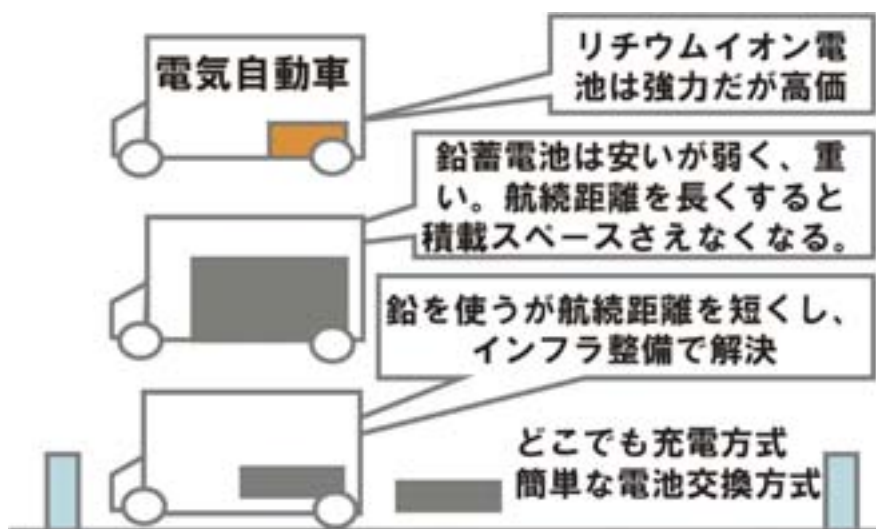 電気自動車
リチウムイオン電
池は強力だが高価
鉛蓄電池は安いが弱く、重
い。航続距離を長くすると
積載スペースさえなくなる。
鉛を使うが航続距離を短くし、
インフラ整備で解決
どこでも充電方式
簡単な電池交換方式